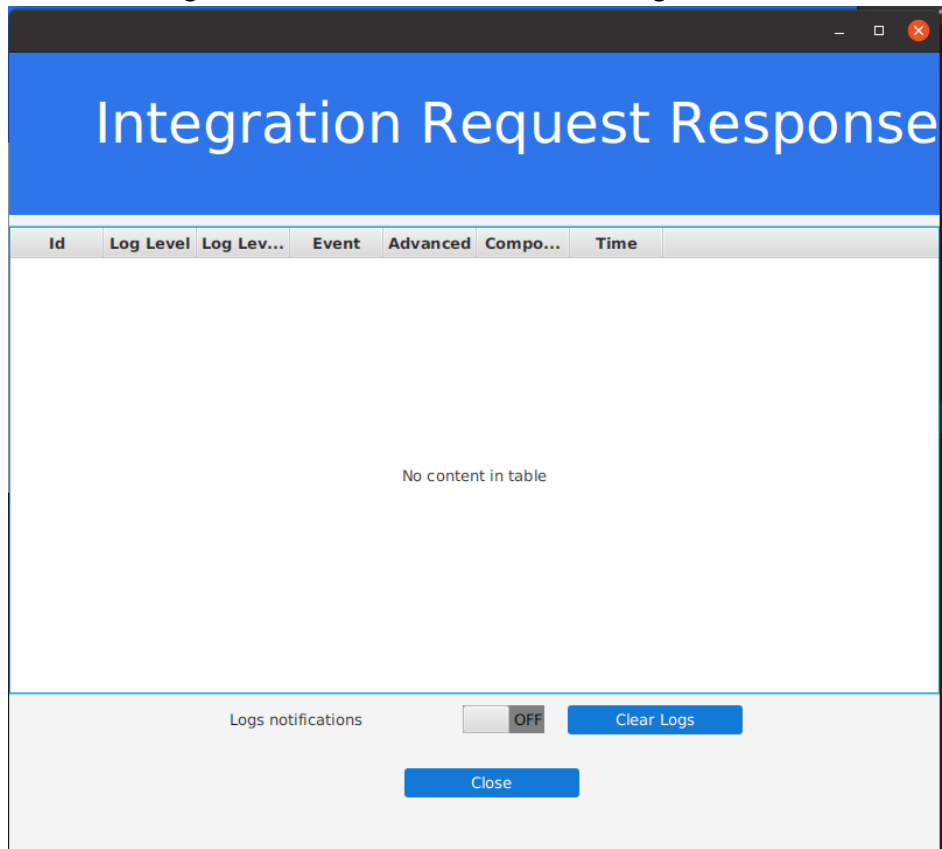 Integration Request Response
Id Log Level Log Lev... Event Advanced Compo... Time
No content in table
Logs notifications OFF Clear Logs
Close